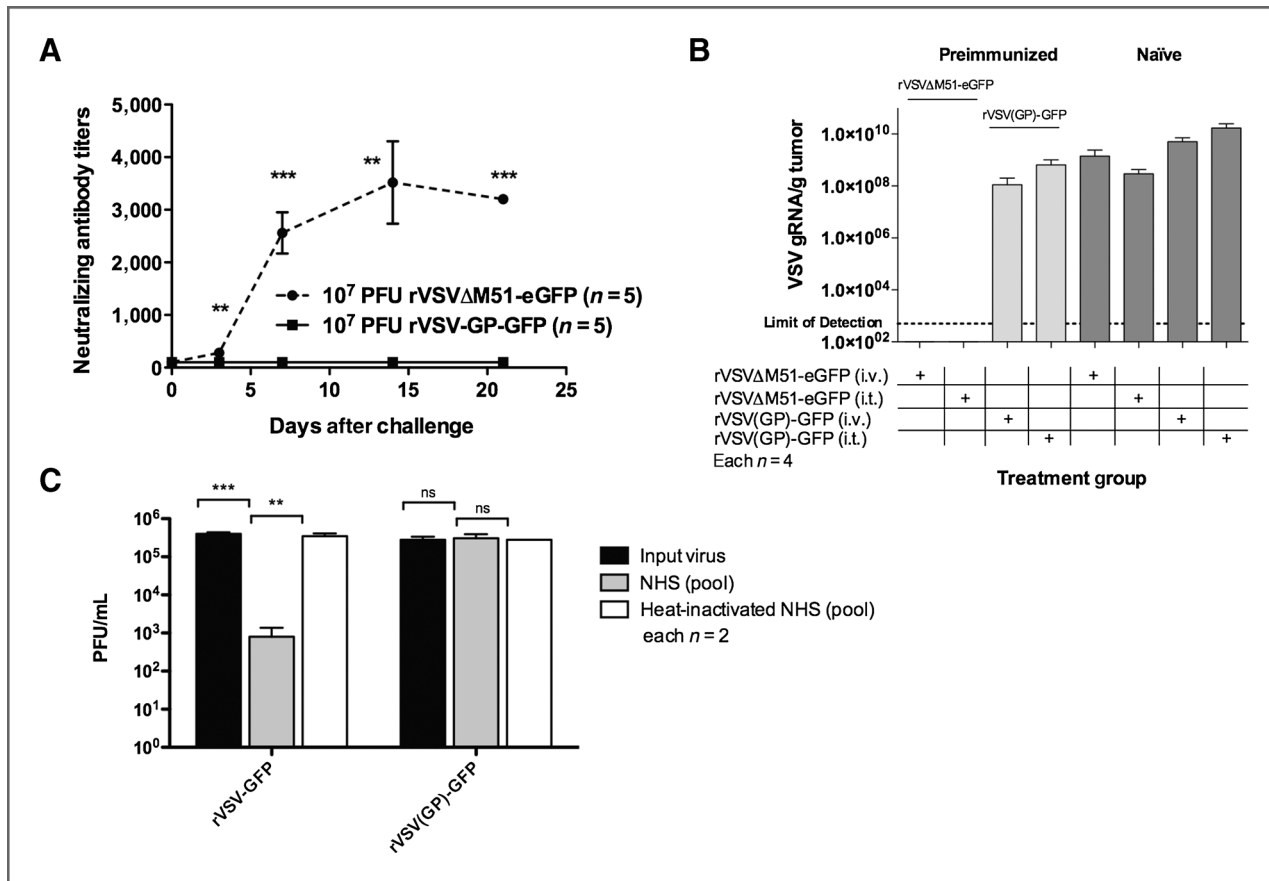 A
Neutralizing antibody titers
5,000
4,000
3,000
2,000
1,000
0
**
***
**
***
10⁷ PFU rVSVΔM51-eGFP (n = 5)
10⁷ PFU rVSV-GP-GFP (n = 5)
0 5 10 15 20 25
Days after challenge
B
Preimmunized Naïve
rVSVΔM51-eGFP
rVSV(GP)-GFP
VSV gRNA/g tumor
1.0×10¹⁰
1.0×10⁰⁸
1.0×10⁰⁶
1.0×10⁰⁴
Limit of Detection
1.0×10⁰²
rVSVΔM51-eGFP (i.v.) + +
rVSVΔM51-eGFP (i.t.) + +
rVSV(GP)-GFP (i.v.) + +
rVSV(GP)-GFP (i.t.) + +
Each n = 4
Treatment group
C
PFU/mL
10⁶
10⁵
10⁴
10³
10²
10¹
10⁰
*** **
ns ns
rVSV-GFP
rVSV(GP)-GFP
Input virus
NHS (pool)
Heat-inactivated NHS (pool)
each n = 2